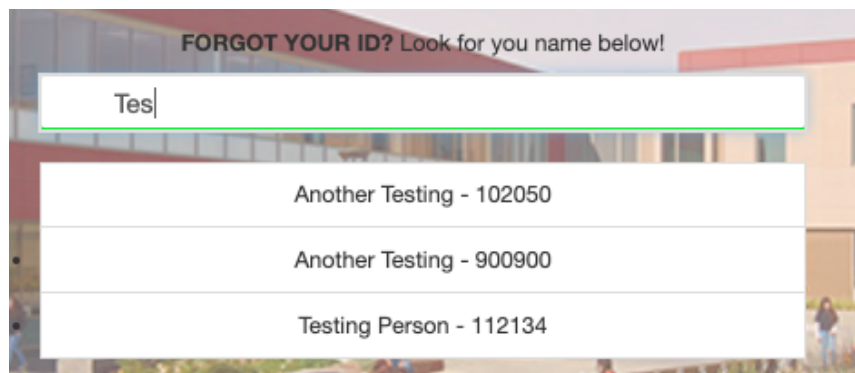 FORGOT YOUR ID? Look for you name below!
Tes
Another Testing - 102050
Another Testing - 900900
Testing Person - 112134